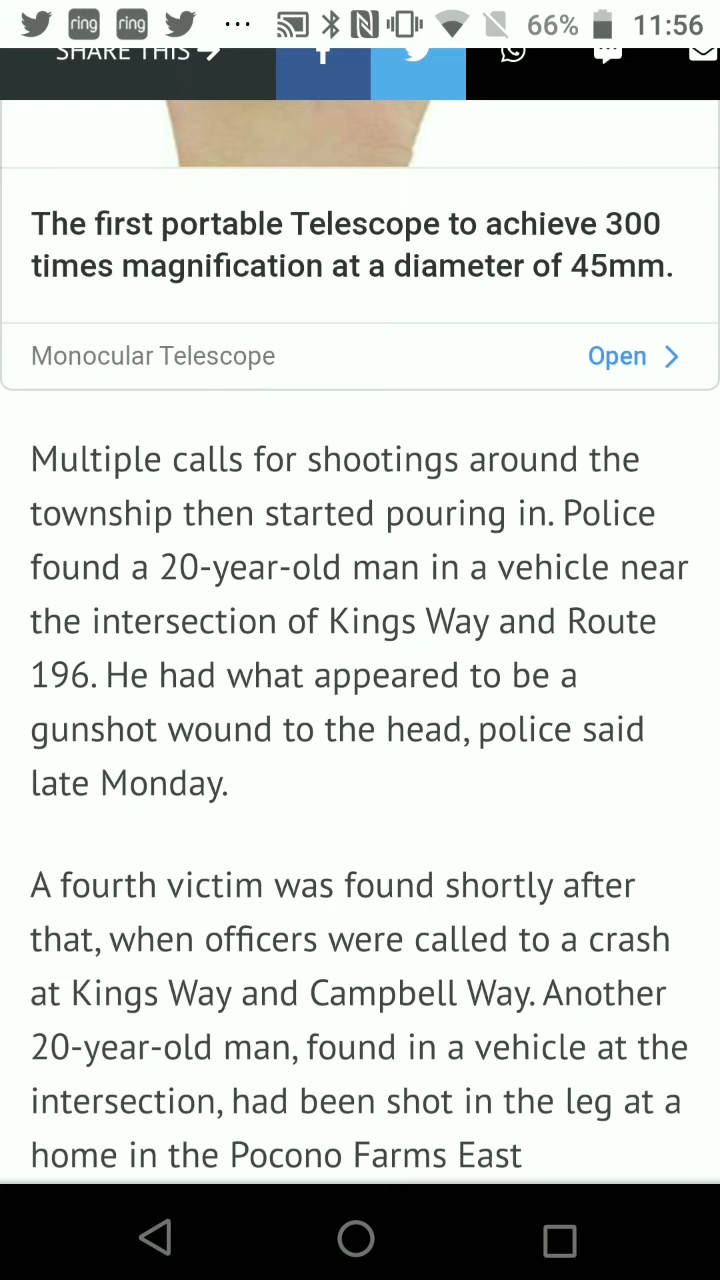 ring ring ... 66% 11:56
SHARE THIS
The first portable Telescope to achieve 300
times magnification at a diameter of 45mm.
Monocular Telescope Open
Multiple calls for shootings around the
township then started pouring in. Police
found a 20-year-old man in a vehicle near
the intersection of Kings Way and Route
196. He had what appeared to be a
gunshot wound to the head, police said
late Monday.
A fourth victim was found shortly after
that, when officers were called to a crash
at Kings Way and Campbell Way. Another
20-year-old man, found in a vehicle at the
intersection, had been shot in the leg at a
home in the Pocono Farms East